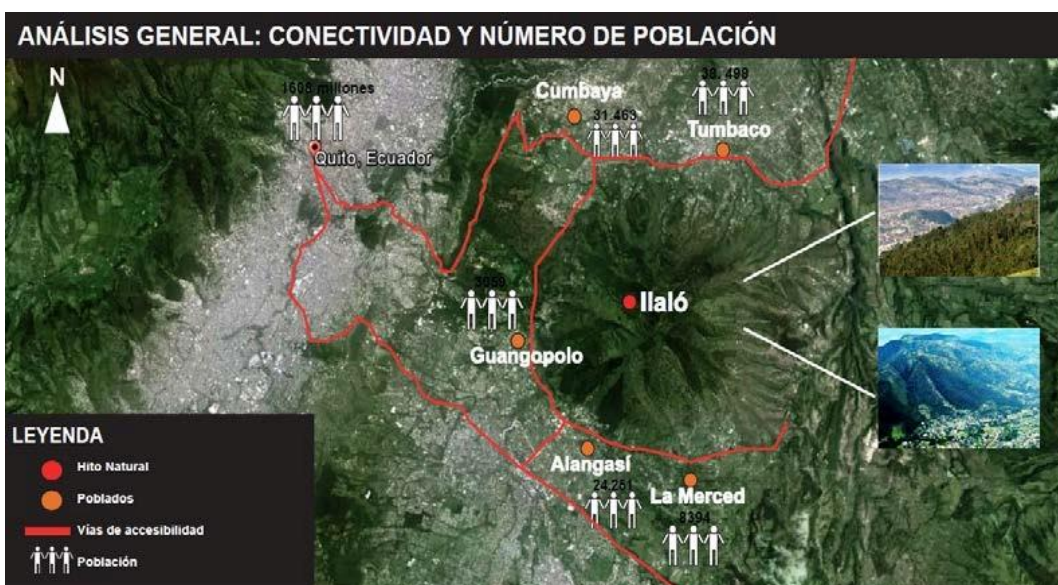 ANÁLISIS GENERAL: CONECTIVIDAD Y NÚMERO DE POBLACIÓN
N
1608 millones
Quito, Ecuador
Cumbaya
31.463
38. 498
Tumbaco
Ilaló
Guangopolo
Alangasí
24.251
La Merced
8394
LEYENDA
Hito Natural
Poblados
Vías de accesibilidad
Población